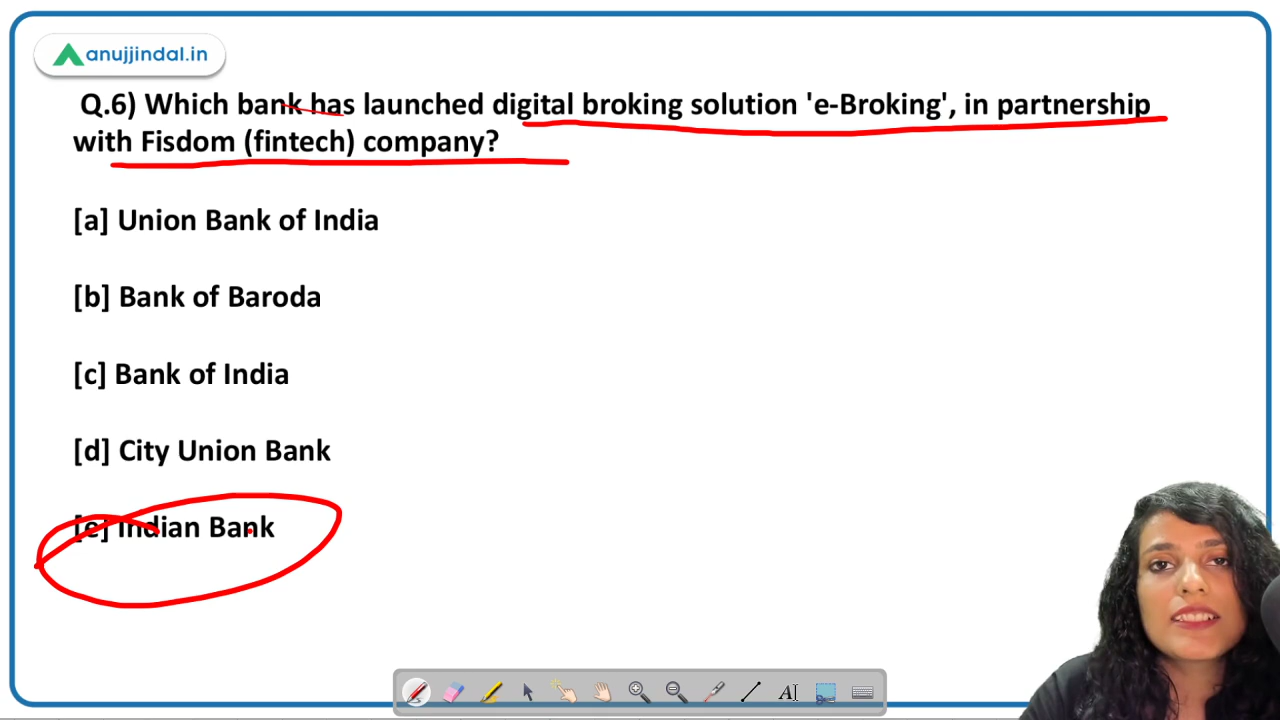 anujjindal.in
Q.6) Which bank has launched digital broking solution 'e-Broking', in partnership
with Fisdom (fintech) company?
[a] Union Bank of India
[b] Bank of Baroda
[c] Bank of India
[d] City Union Bank
[e] Indian Bank
AI